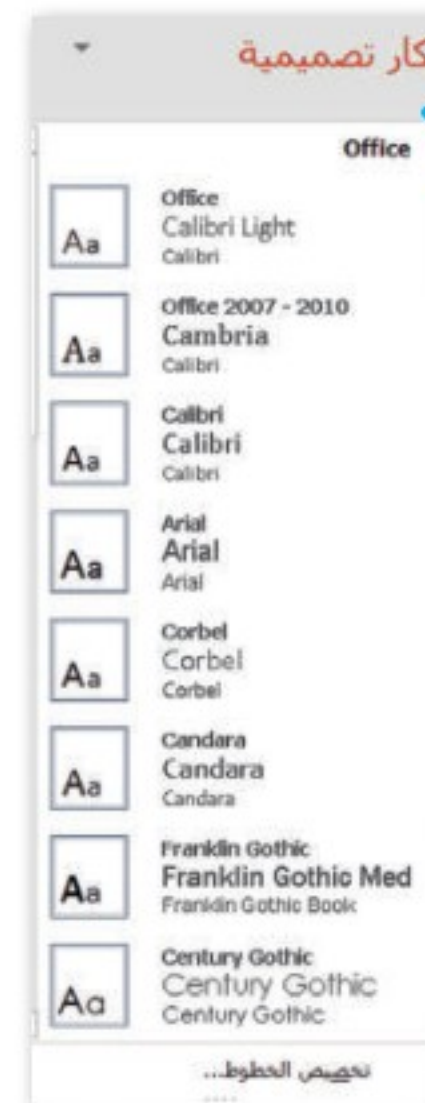 كار تصميمية
Office
Aa
Office
Calibri Light
Calibri
Aa
Office 2007 - 2010
Cambria
Calibri
Aa
Calibri
Calibri
Calibri
Aa
Arial
Arial
Arial
Aa
Corbel
Corbel
Corbel
Aa
Candara
Candara
Candara
Aa
Franklin Gothic
Franklin Gothic Med
Franklin Gothic Book
Aa
Century Gothic
Century Gothic
Century Gothic
تخصيص الخطوط...